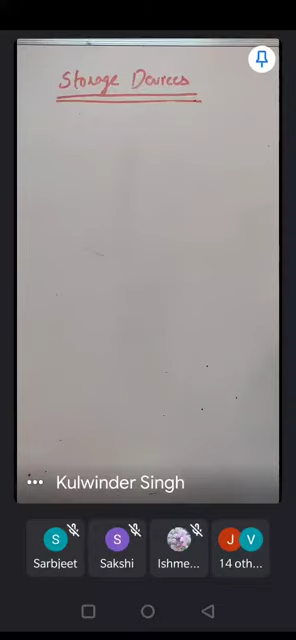 Storage Devices
Kulwinder Singh
S
S
J
V
Sarbjeet
Sakshi
Ishme...
14 oth...